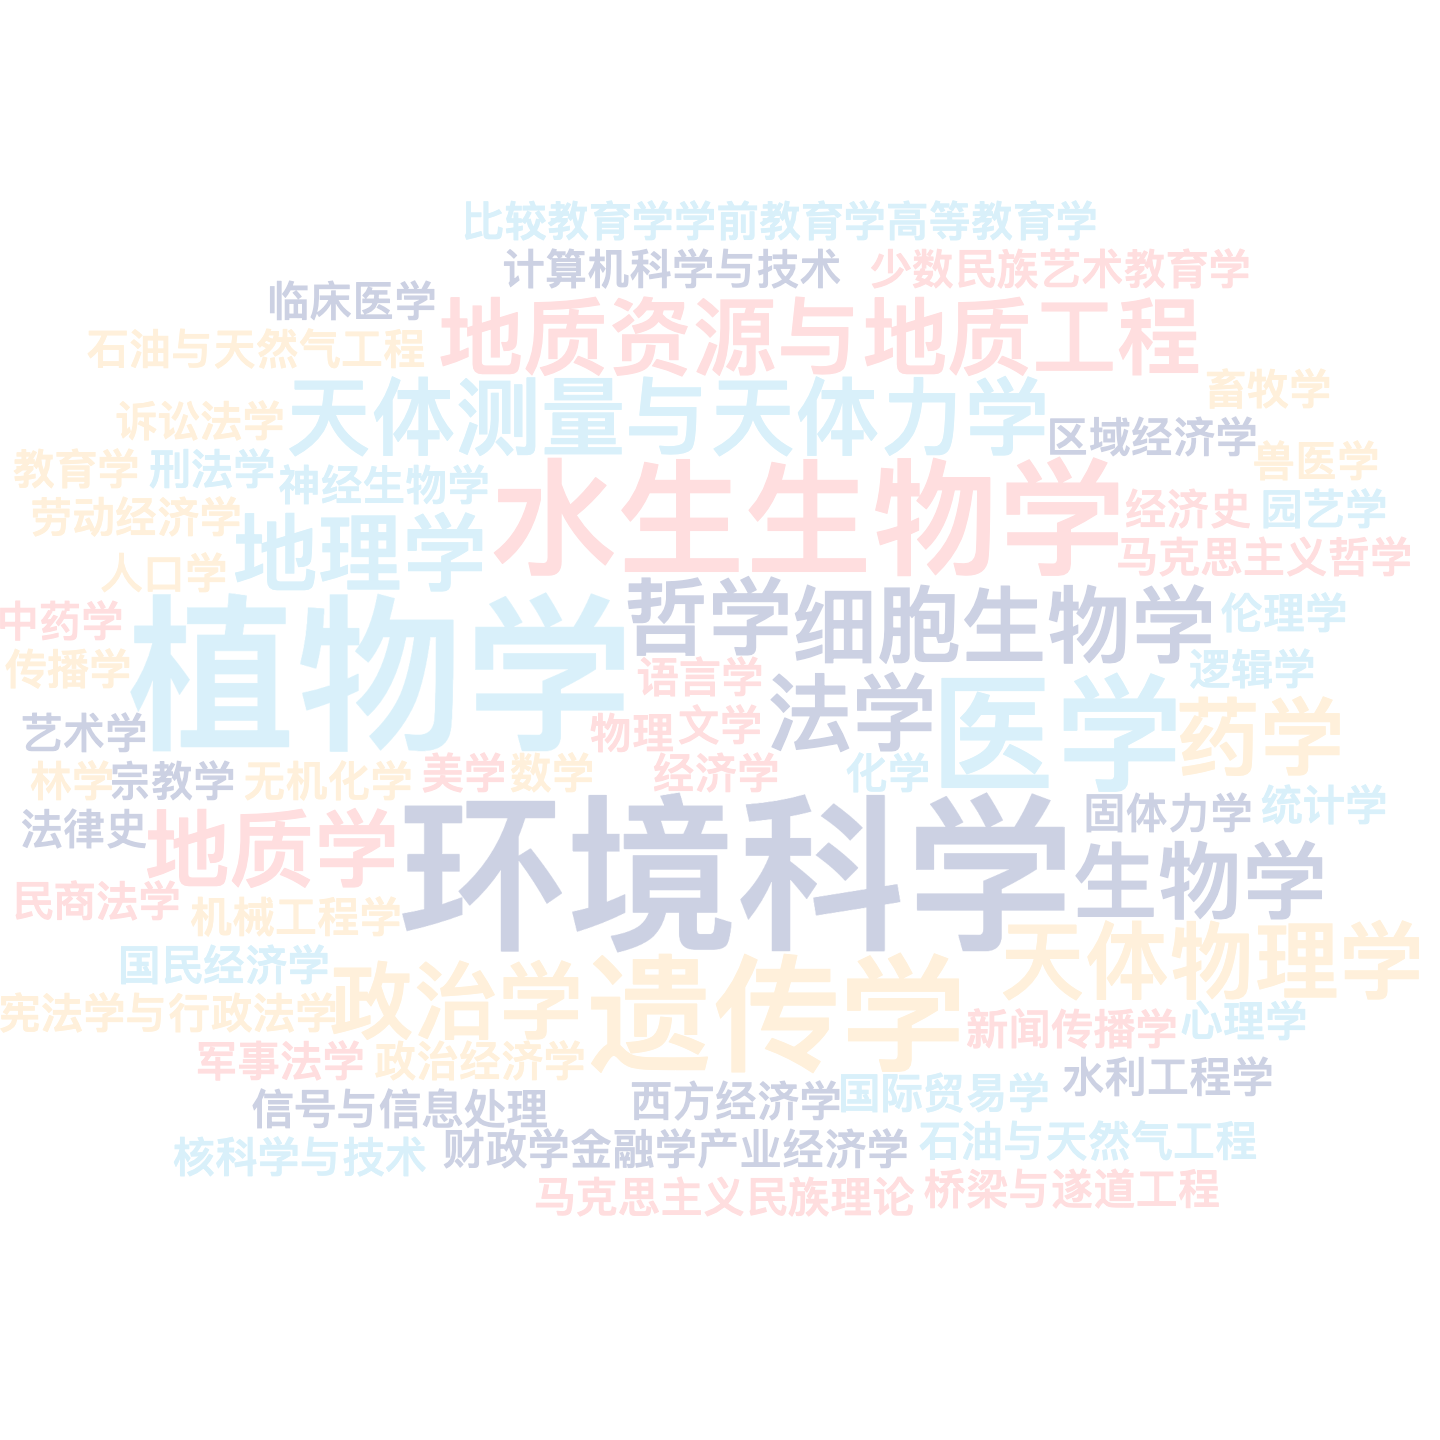 比较教育学学前教育学高等教育学
计算机科学与技术
少数民族艺术教育学
临床医学
地质资源与地质工程
石油与天然气工程
天体测量与天体力学
畜牧学
诉讼法学
区域经济学
教育学
刑法学
神经生物学
水生生物学
兽医学
劳动经济学
地理学
经济史
园艺学
人口学
马克思主义哲学
中药学
植物学
哲学
细胞生物学
伦理学
传播学
语言学
逻辑学
艺术学
物理
文学
法学
医学
药学
林学
宗教学
无机化学
美学
数学
经济学
化学
法律史
地质学
环境科学
固体力学
统计学
民商法学
机械工程学
生物学
国民经济学
政治学
遗传学
天体物理学
宪法学与行政法学
新闻传播学
心理学
军事法学
政治经济学
信号与信息处理
西方经济学
国际贸易学
水利工程学
核科学与技术
财政学金融学产业经济学
石油与天然气工程
马克思主义民族理论
桥梁与遂道工程